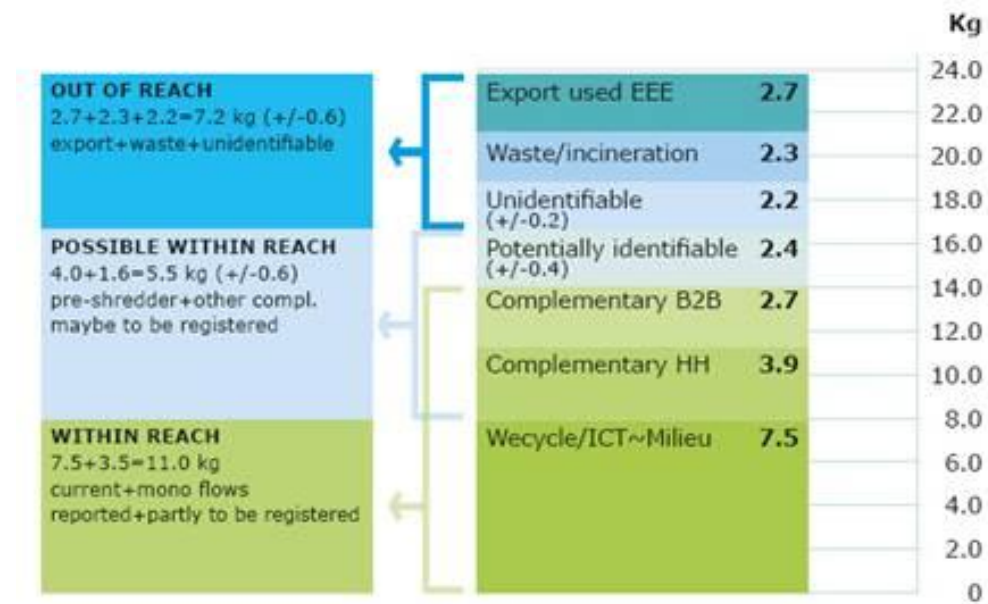 Kg
OUT OF REACH
2.7+2.3+2.2=7.2 kg (+/-0.6)
export+waste+unidentifiable
POSSIBLE WITHIN REACH
4.0+1.6=5.5 kg (+/-0.6)
pre-shredder+other compl.
maybe to be registered
WITHIN REACH
7.5+3.5=11.0 kg
current+mono flows
reported+partly to be registered
Export used EEE 2.7
Waste/incineration 2.3
Unidentifiable 2.2
(+/-0.2)
Potentially identifiable 2.4
(+/-0.4)
Complementary B2B 2.7
Complementary HH 3.9
Wecycle/ICT~Milieu 7.5
24.0
22.0
20.0
18.0
16.0
14.0
12.0
10.0
8.0
6.0
4.0
2.0
0